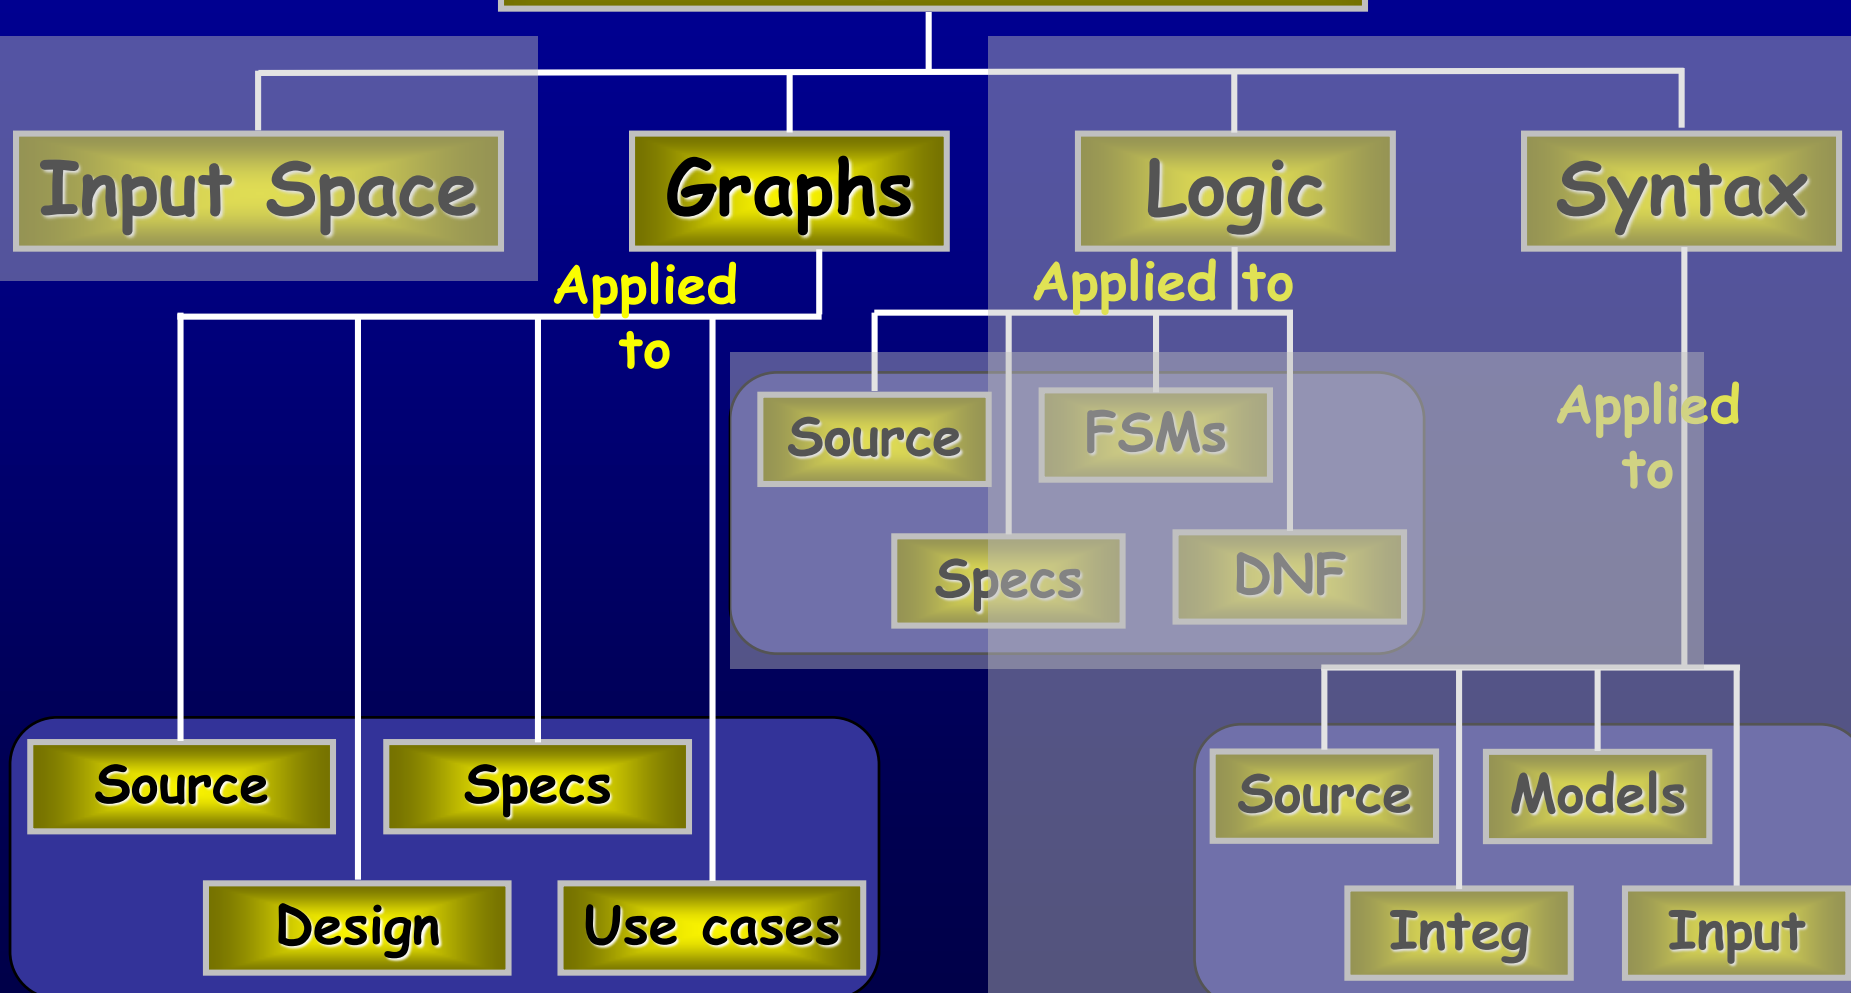 Input Space
Graphs
Logic
Syntax
Applied
to
Applied to
Applied
to
Source
FSMs
Specs
DNF
Source
Specs
Design
Use cases
Source
Models
Integ
Input